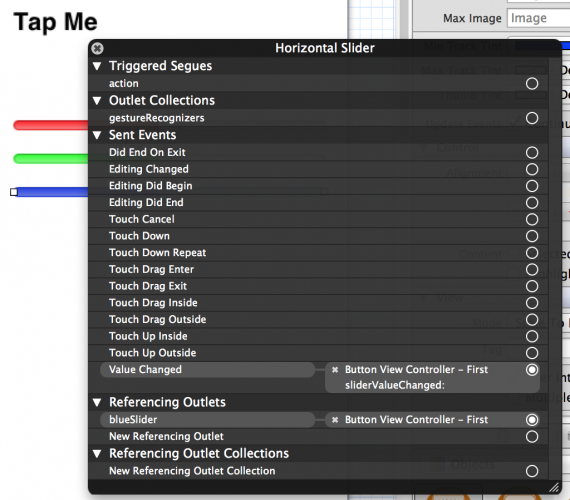 Tap Me
Max Image
Image
Horizontal Slider
▼ Triggered Segues
action
▼ Outlet Collections
gestureRecognizers
▼ Sent Events
Did End On Exit
Editing Changed
Editing Did Begin
Editing Did End
Touch Cancel
Touch Down
Touch Down Repeat
Touch Drag Enter
Touch Drag Exit
Touch Drag Inside
Touch Drag Outside
Touch Up Inside
Touch Up Outside
Value Changed
Button View Controller – First
sliderValueChanged:
▼ Referencing Outlets
blueSlider
Button View Controller – First
New Referencing Outlet
▼ Referencing Outlet Collections
New Referencing Outlet Collection